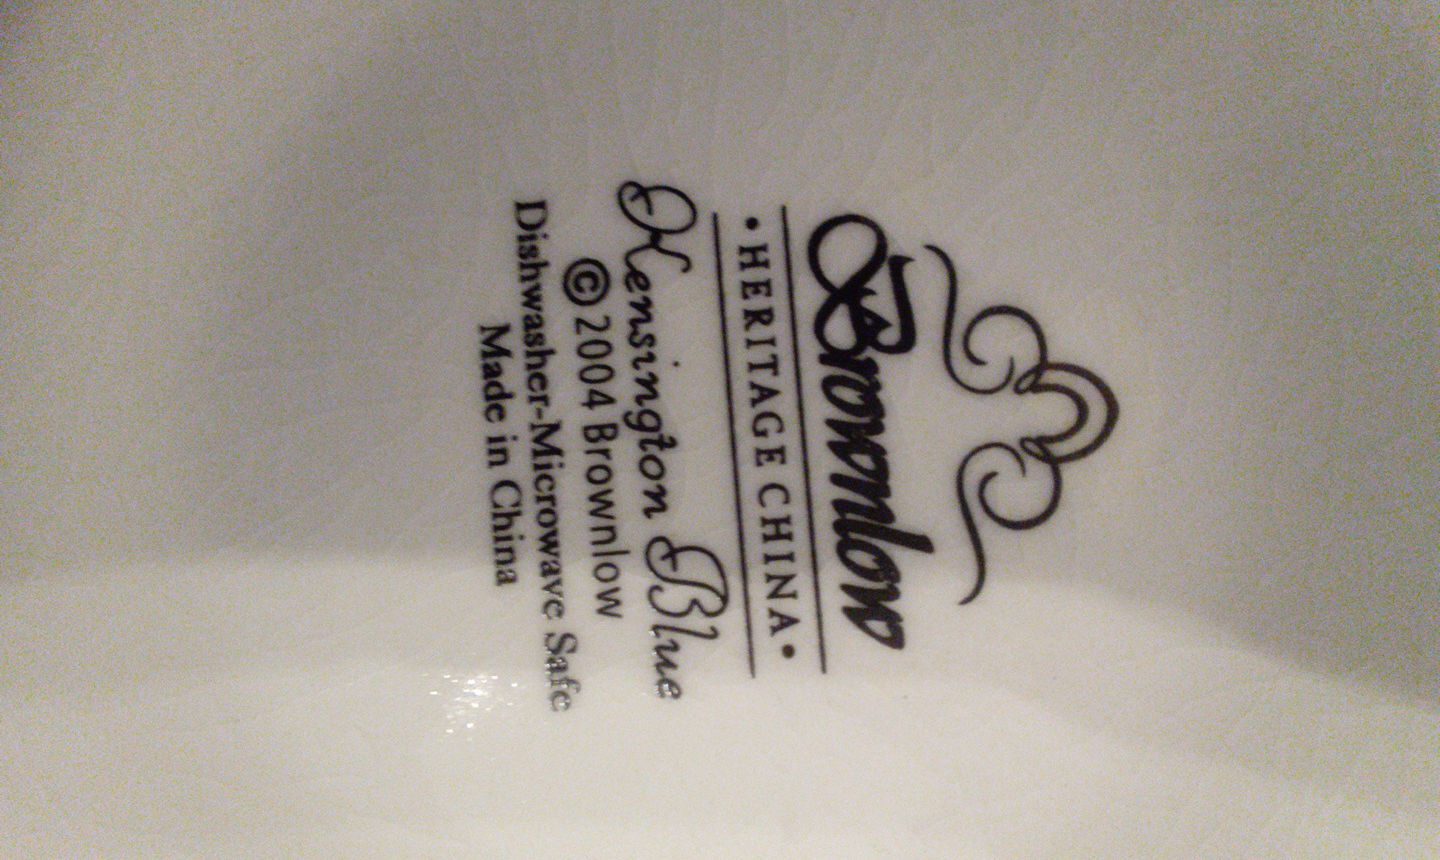 Brownlow
• HERITAGE CHINA •
Kensington Blue
© 2004 Brownlow
Dishwasher-Microwave Safe
Made in China